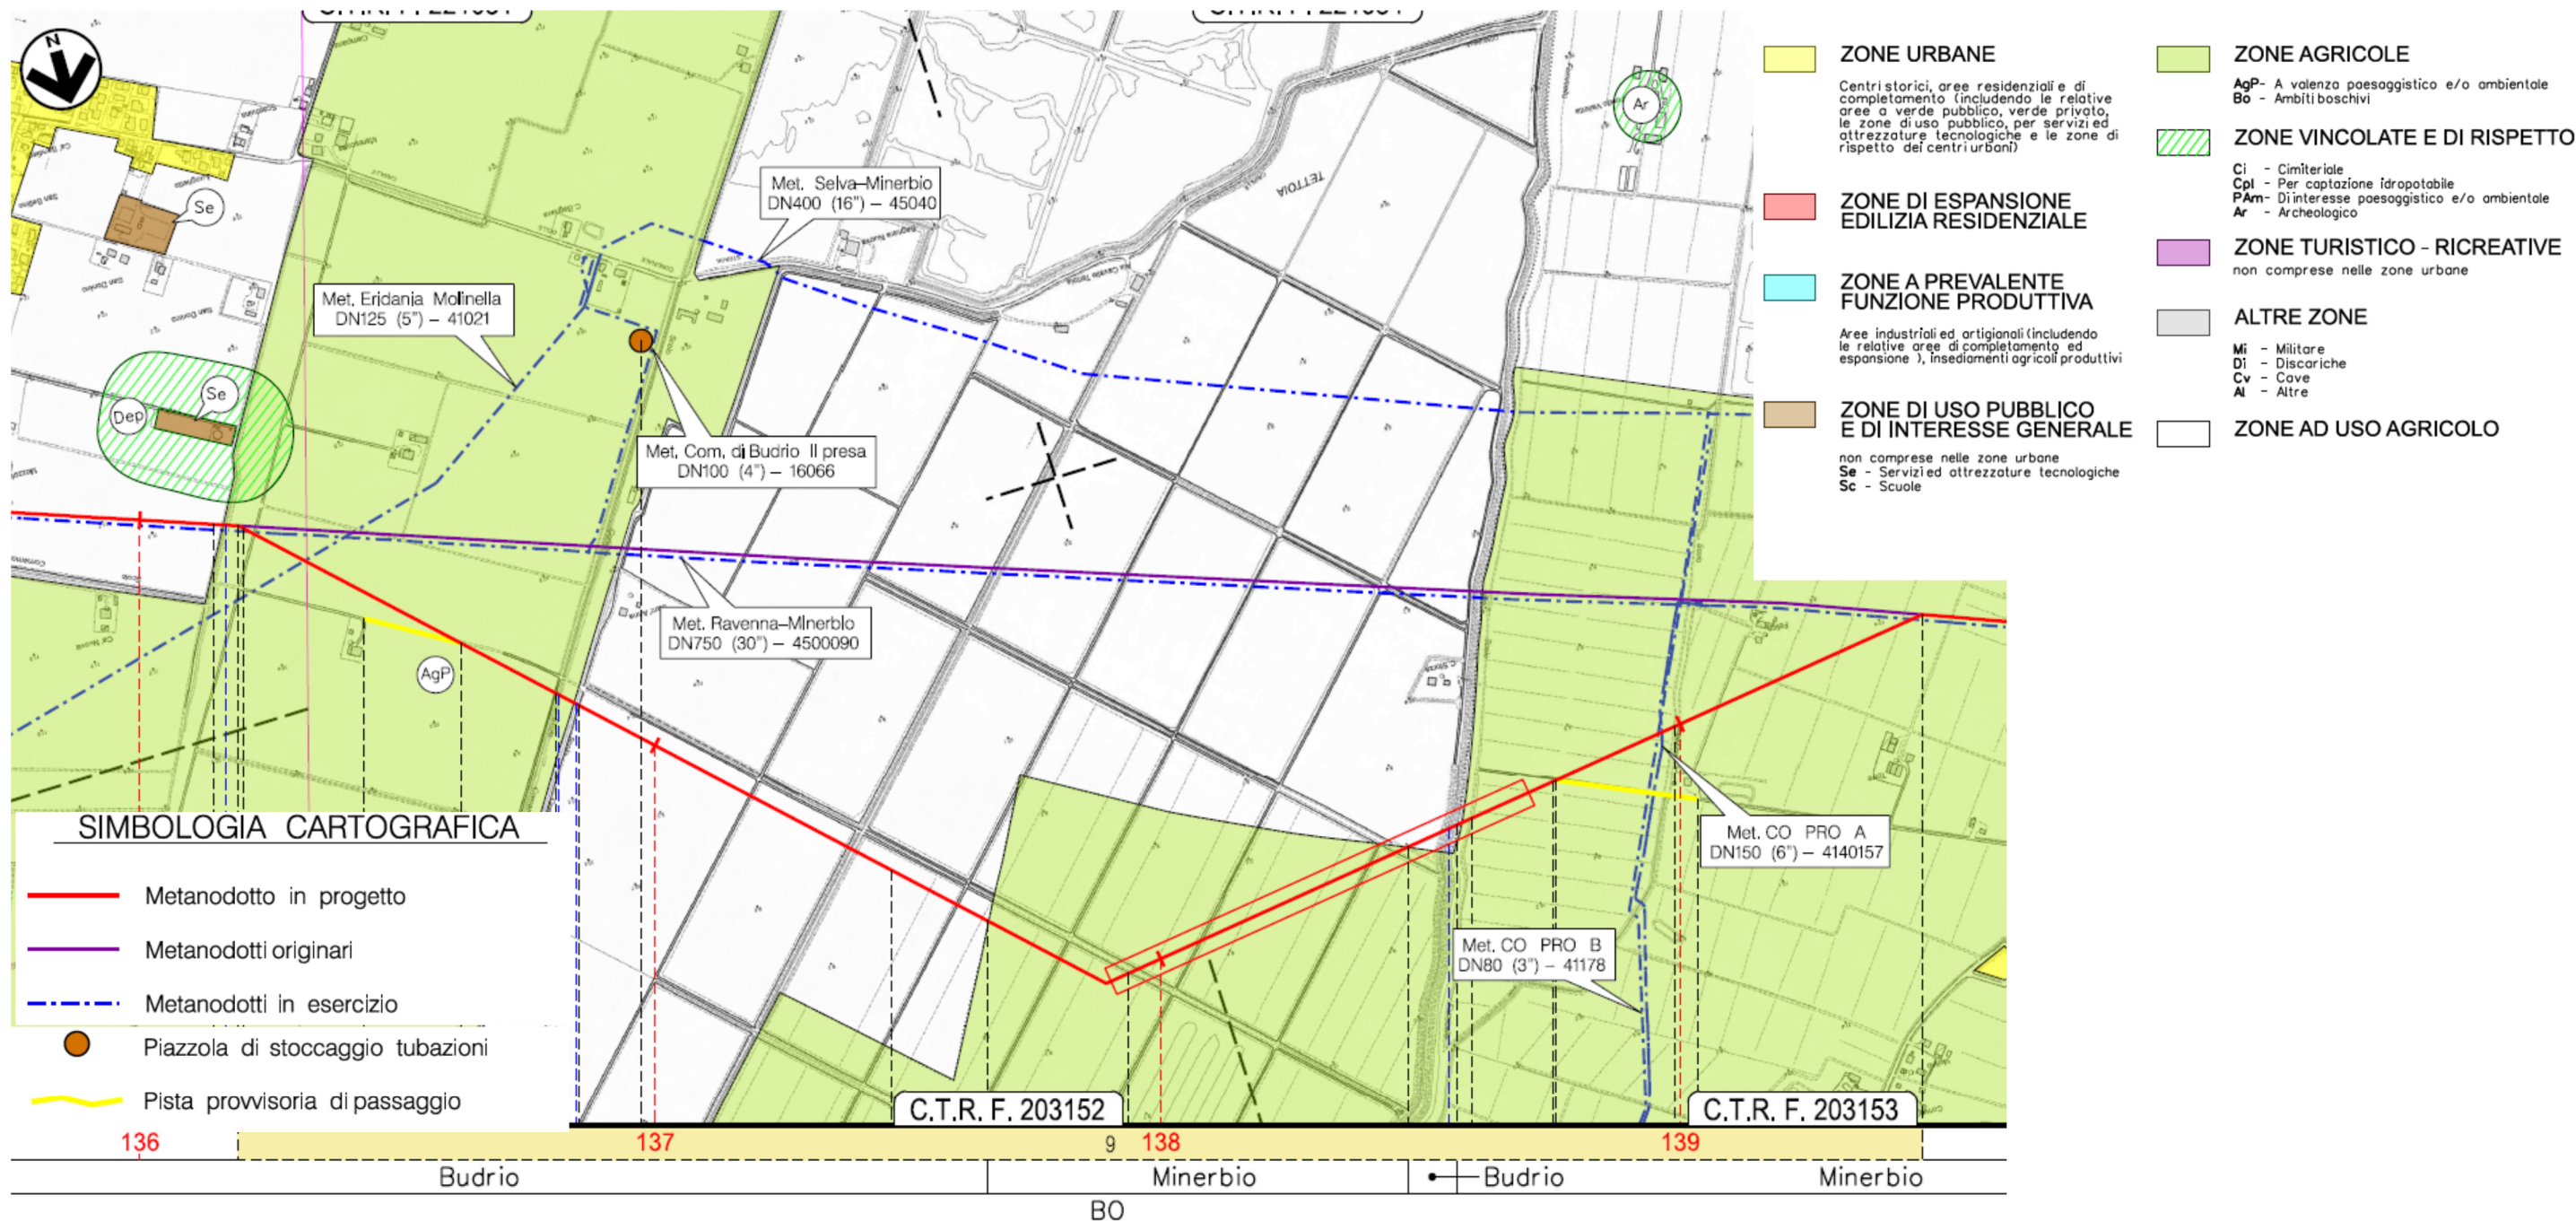 N
Se
Se
Dep
Ar
AgP
TETTOIA
Met. Selva-Minerbio
DN400 (16") - 45040
Met. Eridania Molinella
DN125 (5") - 41021
Met. Com. di Budrio II presa
DN100 (4") - 16066
Met. Ravenna-Minerbio
DN750 (30") - 4500090
Met. CO PRO A
DN150 (6") - 4140157
Met. CO PRO B
DN80 (3") - 41178
C.T.R. F. 203152
C.T.R. F. 203153
SIMBOLOGIA CARTOGRAFICA
Metanodotto in progetto
Metanodotti originari
Metanodotti in esercizio
Piazzola di stoccaggio tubazioni
Pista provvisoria di passaggio
136
137
9
138
139
Budrio
Minerbio
Budrio
Minerbio
BO
ZONE URBANE
Centri storici, aree residenziali e di
completamento (includendo le relative
aree a verde pubblico, verde privato,
le zone di uso pubblico, per servizi ed
attrezzature tecnologiche e le zone di
rispetto dei centri urbani)
ZONE DI ESPANSIONE
EDILIZIA RESIDENZIALE
ZONE A PREVALENTE
FUNZIONE PRODUTTIVA
Aree industriali ed artigianali (includendo
le relative aree di completamento ed
espansione ), insediamenti agricoli produttivi
ZONE DI USO PUBBLICO
E DI INTERESSE GENERALE
non comprese nelle zone urbane
Se - Servizi ed attrezzature tecnologiche
Sc - Scuole
ZONE AGRICOLE
AgP- A valenza paesaggistico e/o ambientale
Bo - Ambiti boschivi
ZONE VINCOLATE E DI RISPETTO
Ci - Cimiteriale
Cpi - Per captazione idropotabile
PAm- Di interesse paesaggistico e/o ambientale
Ar - Archeologico
ZONE TURISTICO - RICREATIVE
non comprese nelle zone urbane
ALTRE ZONE
Mi - Militare
Di - Discariche
Cv - Cave
Al - Altre
ZONE AD USO AGRICOLO